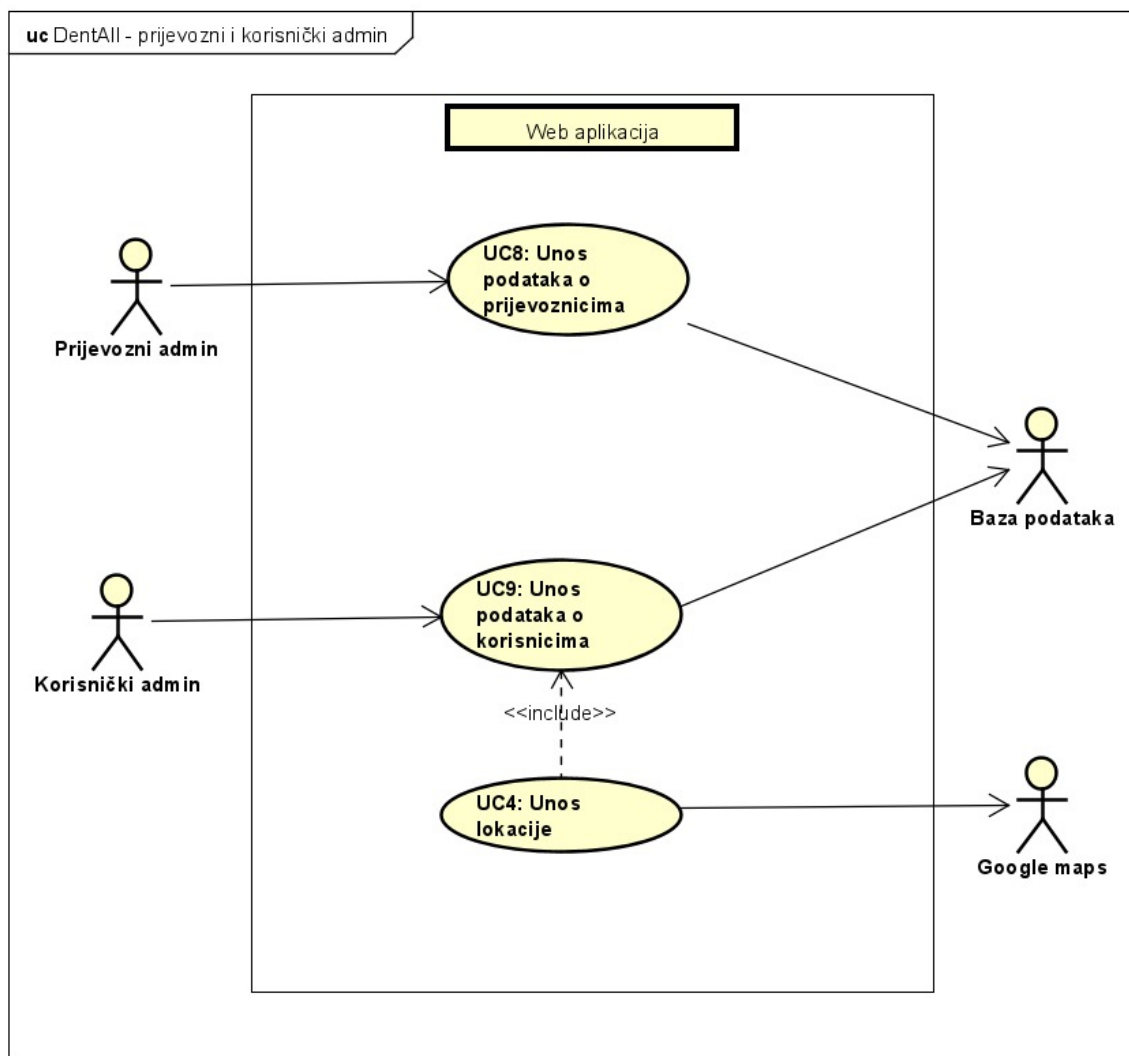 uc DentAll - prijevozni i korisnički admin
Web aplikacija
UC8: Unos
podataka o
prijevoznicima
Prijevozni admin
Baza podataka
UC9: Unos
podataka o
korisnicima
Korisnički admin
<<include>>
UC4: Unos
lokacije
Google maps